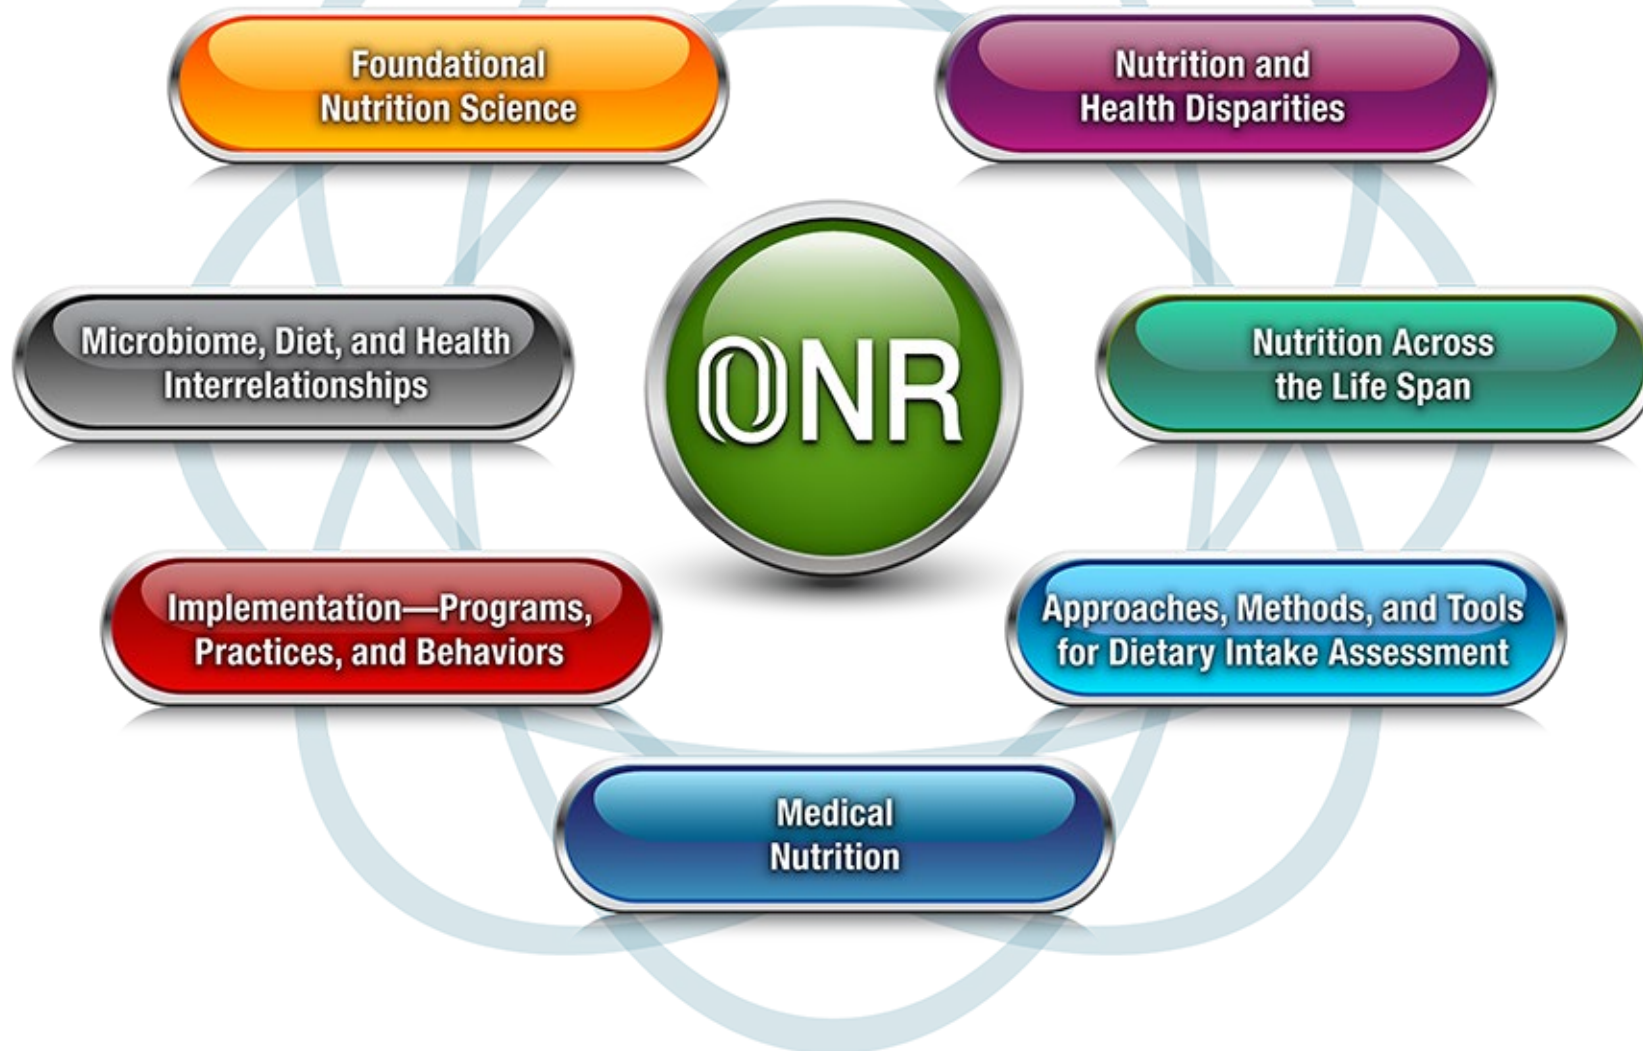 Foundational
Nutrition Science
Nutrition and
Health Disparities
Microbiome, Diet, and Health
Interrelationships
ONR
Nutrition Across
the Life Span
Implementation—Programs,
Practices, and Behaviors
Approaches, Methods, and Tools
for Dietary Intake Assessment
Medical
Nutrition